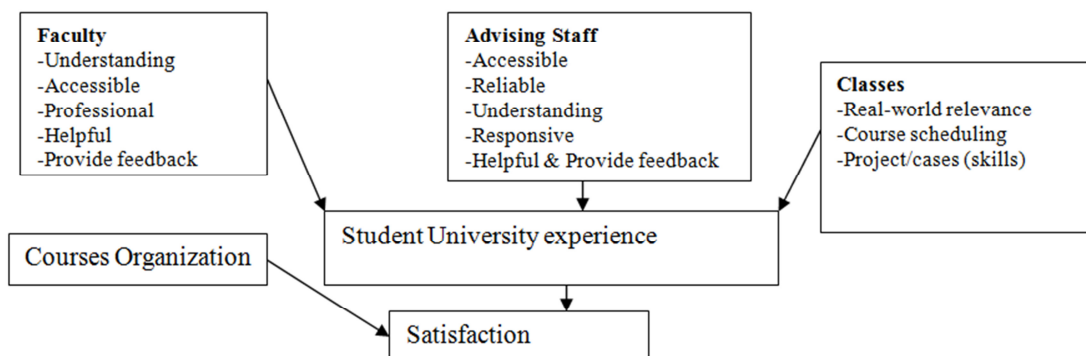 Faculty
-Understanding
-Accessible
-Professional
-Helpful
-Provide feedback
Advising Staff
-Accessible
-Reliable
-Understanding
-Responsive
-Helpful & Provide feedback
Classes
-Real-world relevance
-Course scheduling
-Project/cases (skills)
Student University experience
Courses Organization
Satisfaction